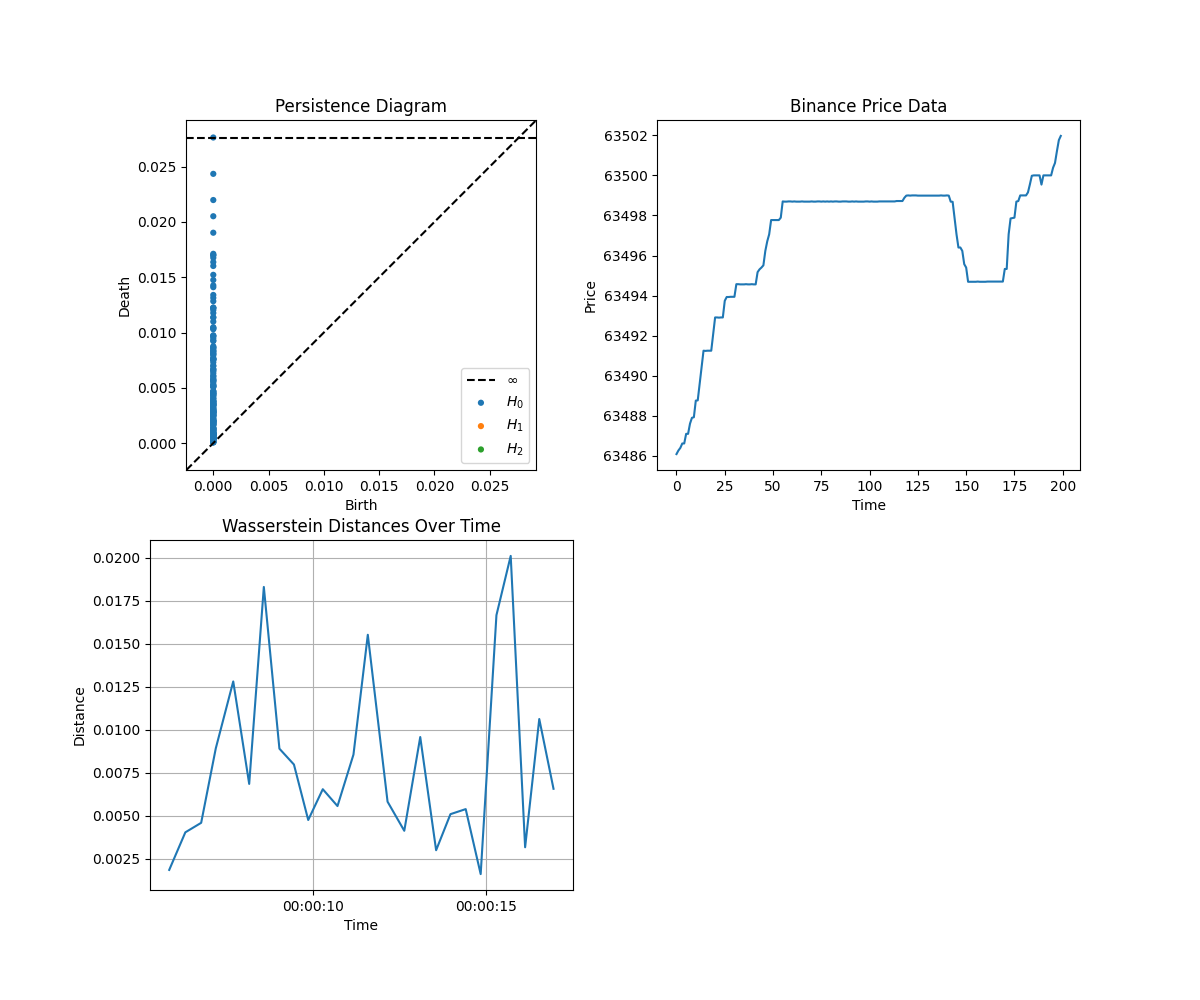 Persistence Diagram
0.025
0.020
0.015
0.010
0.005
0.000
Death
∞
H₀
H₁
H₂
0.000 0.005 0.010 0.015 0.020 0.025
Birth
Binance Price Data
63502
63500
63498
63496
63494
63492
63490
63488
63486
Price
0 25 50 75 100 125 150 175 200
Time
Wasserstein Distances Over Time
0.0200
0.0175
0.0150
0.0125
0.0100
0.0075
0.0050
0.0025
Distance
00:00:10 00:00:15
Time